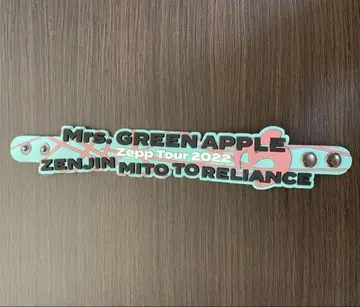 Mrs. GREEN APPLE
Zepp Tour 2022
ZENJIN MITO TO RELIANCE